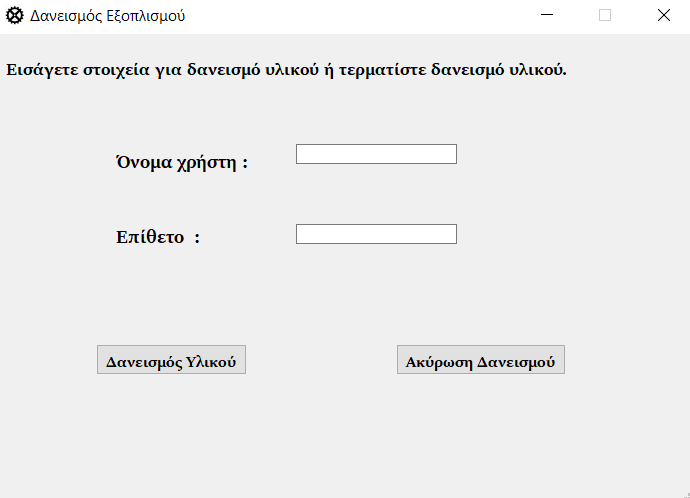 Δανεισμός Εξοπλισμού
Εισάγετε στοιχεία για δανεισμό υλικού ή τερματίστε δανεισμό υλικού.
Όνομα χρήστη :
Επίθετο :
Δανεισμός Υλικού
Ακύρωση Δανεισμού